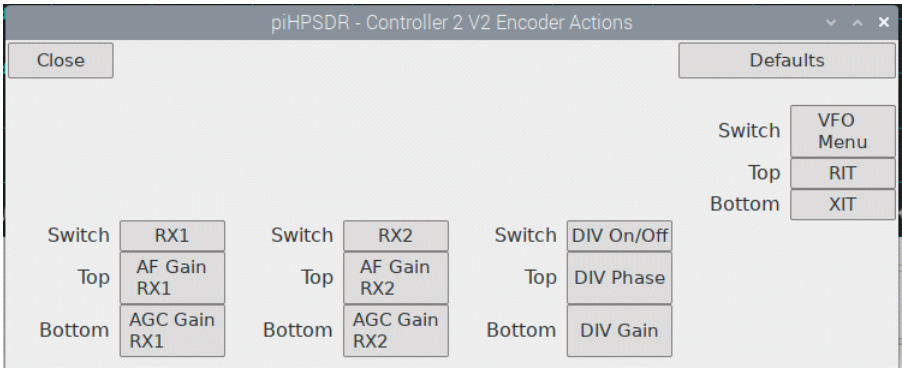 piHPSDR - Controller 2 V2 Encoder Actions
Close
Defaults
Switch
VFO
Menu
Top
RIT
Bottom
XIT
Switch
RX1
Switch
RX2
Switch
DIV On/Off
Top
AF Gain
RX1
Top
AF Gain
RX2
Top
DIV Phase
Bottom
AGC Gain
RX1
Bottom
AGC Gain
RX2
Bottom
DIV Gain